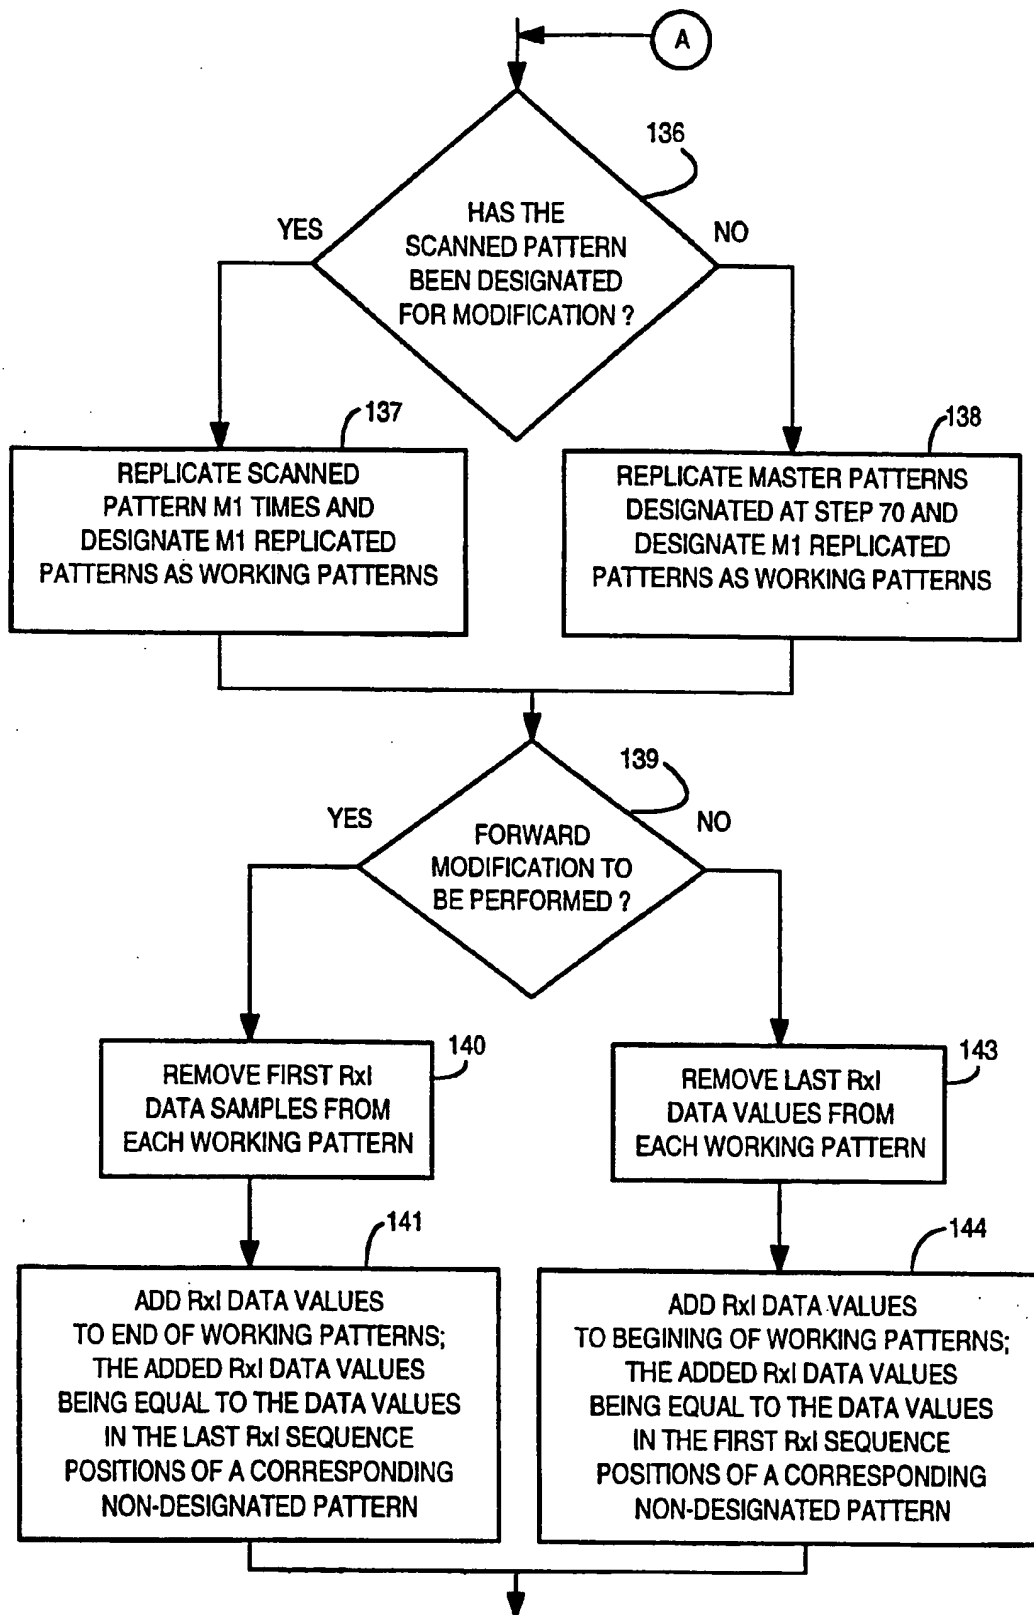 A
136
YES
HAS THE
SCANNED PATTERN
BEEN DESIGNATED
FOR MODIFICATION ?
NO
137
REPLICATE SCANNED
PATTERN M1 TIMES AND
DESIGNATE M1 REPLICATED
PATTERNS AS WORKING PATTERNS
138
REPLICATE MASTER PATTERNS
DESIGNATED AT STEP 70 AND
DESIGNATE M1 REPLICATED
PATTERNS AS WORKING PATTERNS
139
YES
FORWARD
MODIFICATION TO
BE PERFORMED ?
NO
140
REMOVE FIRST RxI
DATA SAMPLES FROM
EACH WORKING PATTERN
143
REMOVE LAST RxI
DATA VALUES FROM
EACH WORKING PATTERN
141
ADD RxI DATA VALUES
TO END OF WORKING PATTERNS;
THE ADDED RxI DATA VALUES
BEING EQUAL TO THE DATA VALUES
IN THE LAST RxI SEQUENCE
POSITIONS OF A CORRESPONDING
NON-DESIGNATED PATTERN
144
ADD RxI DATA VALUES
TO BEGINING OF WORKING PATTERNS;
THE ADDED RxI DATA VALUES
BEING EQUAL TO THE DATA VALUES
IN THE FIRST RxI SEQUENCE
POSITIONS OF A CORRESPONDING
NON-DESIGNATED PATTERN